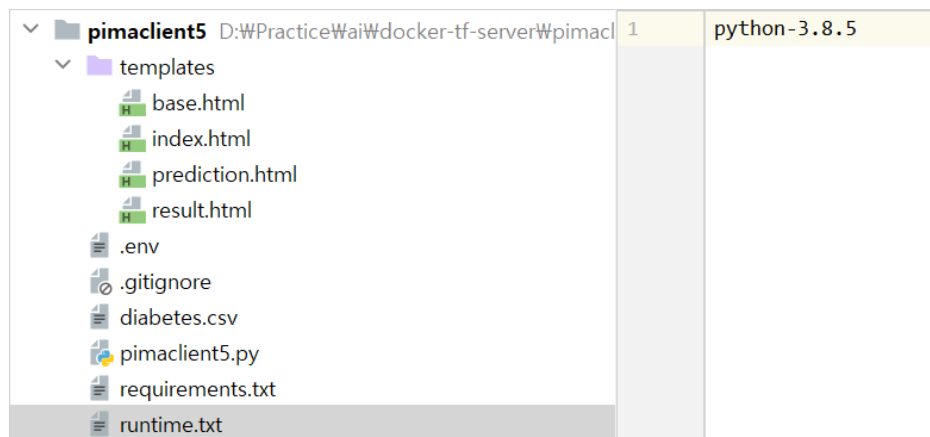 pimaclient5 D:₩Practice₩ai₩docker-tf-server₩pimacl
templates
base.html
index.html
prediction.html
result.html
.env
.gitignore
diabetes.csv
pimaclient5.py
requirements.txt
runtime.txt
1 python-3.8.5